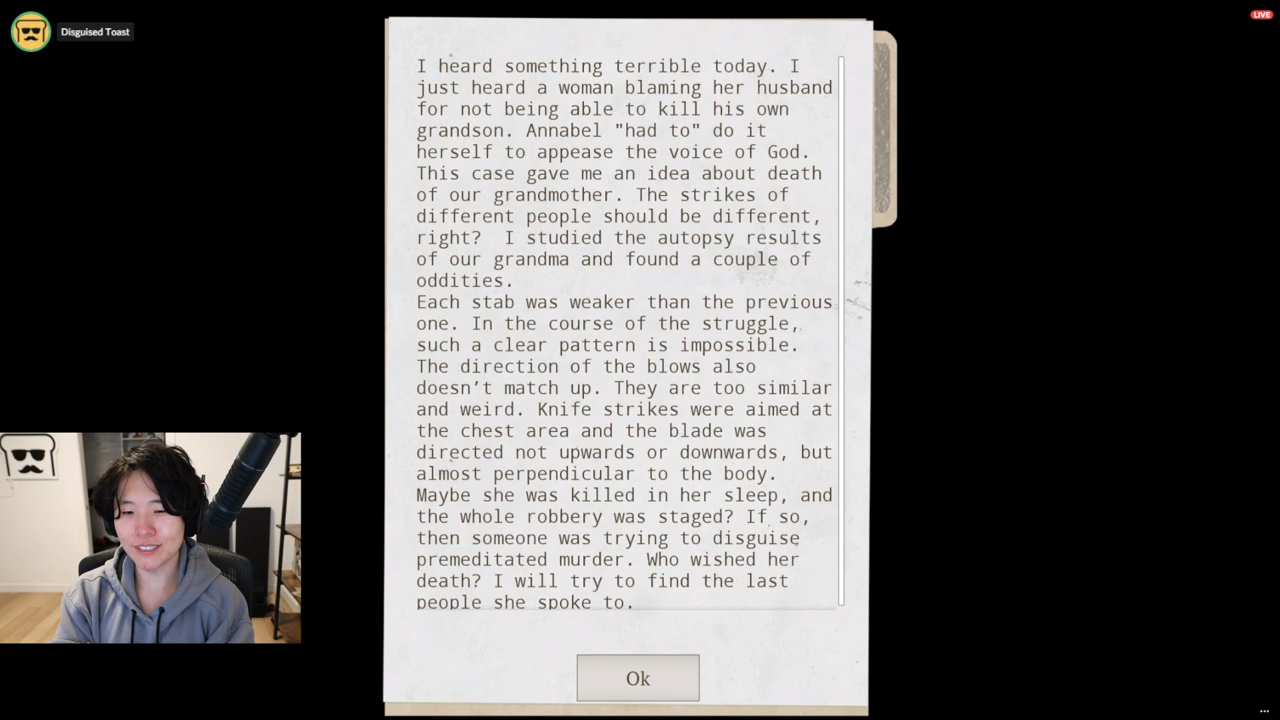 Disguised Toast
LIVE
I heard something terrible today. I
just heard a woman blaming her husband
for not being able to kill his own
grandson. Annabel "had to" do it
herself to appease the voice of God.
This case gave me an idea about death
of our grandmother. The strikes of
different people should be different,
right?  I studied the autopsy results
of our grandma and found a couple of
oddities.
Each stab was weaker than the previous
one. In the course of the struggle,
such a clear pattern is impossible.
The direction of the blows also
doesn’t match up. They are too similar
and weird. Knife strikes were aimed at
the chest area and the blade was
directed not upwards or downwards, but
almost perpendicular to the body.
Maybe she was killed in her sleep, and
the whole robbery was staged? If so,
then someone was trying to disguise
premeditated murder. Who wished her
death? I will try to find the last
people she spoke to.
Ok